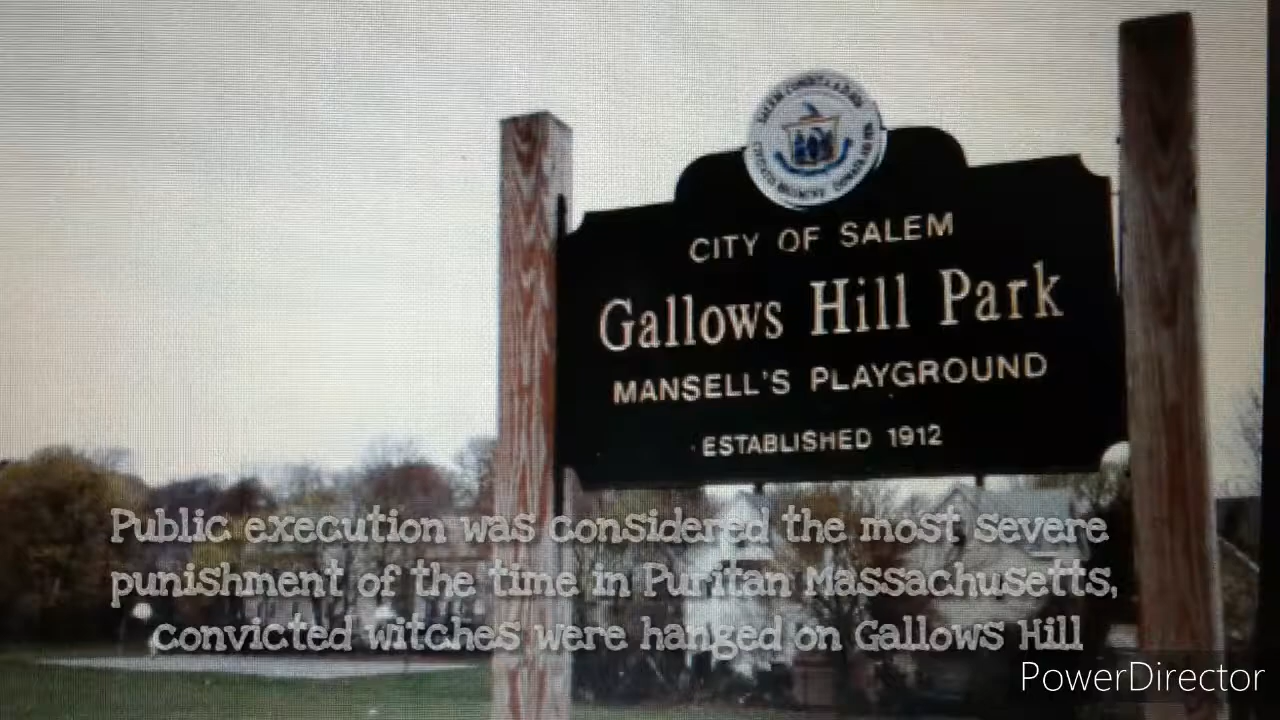 CITY OF SALEM
Gallows Hill Park
MANSELL'S PLAYGROUND
ESTABLISHED 1912
Public execution was considered the most severe
punishment of the time in Puritan Massachusetts,
convicted witches were hanged on Gallows Hill
PowerDirector